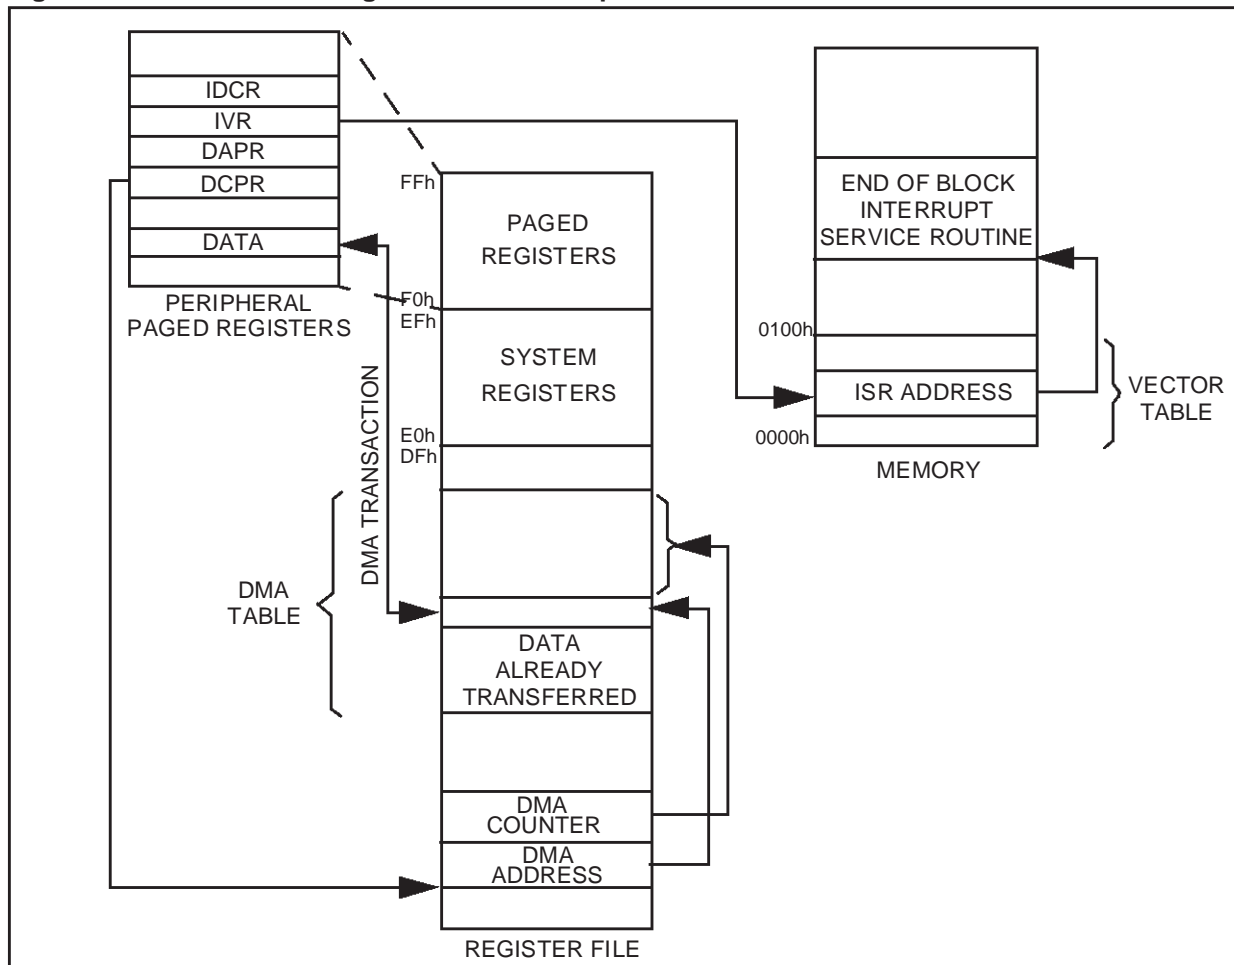 IDCR
IVR
DAPR
DCPR
DATA
PERIPHERAL
PAGED REGISTERS
FFh
PAGED
REGISTERS
F0h
EFh
SYSTEM
REGISTERS
E0h
DFh
DMA TRANSACTION
DMA
TABLE
DATA
ALREADY
TRANSFERRED
DMA
COUNTER
DMA
ADDRESS
REGISTER FILE
END OF BLOCK
INTERRUPT
SERVICE ROUTINE
0100h
ISR ADDRESS
0000h
VECTOR
TABLE
MEMORY